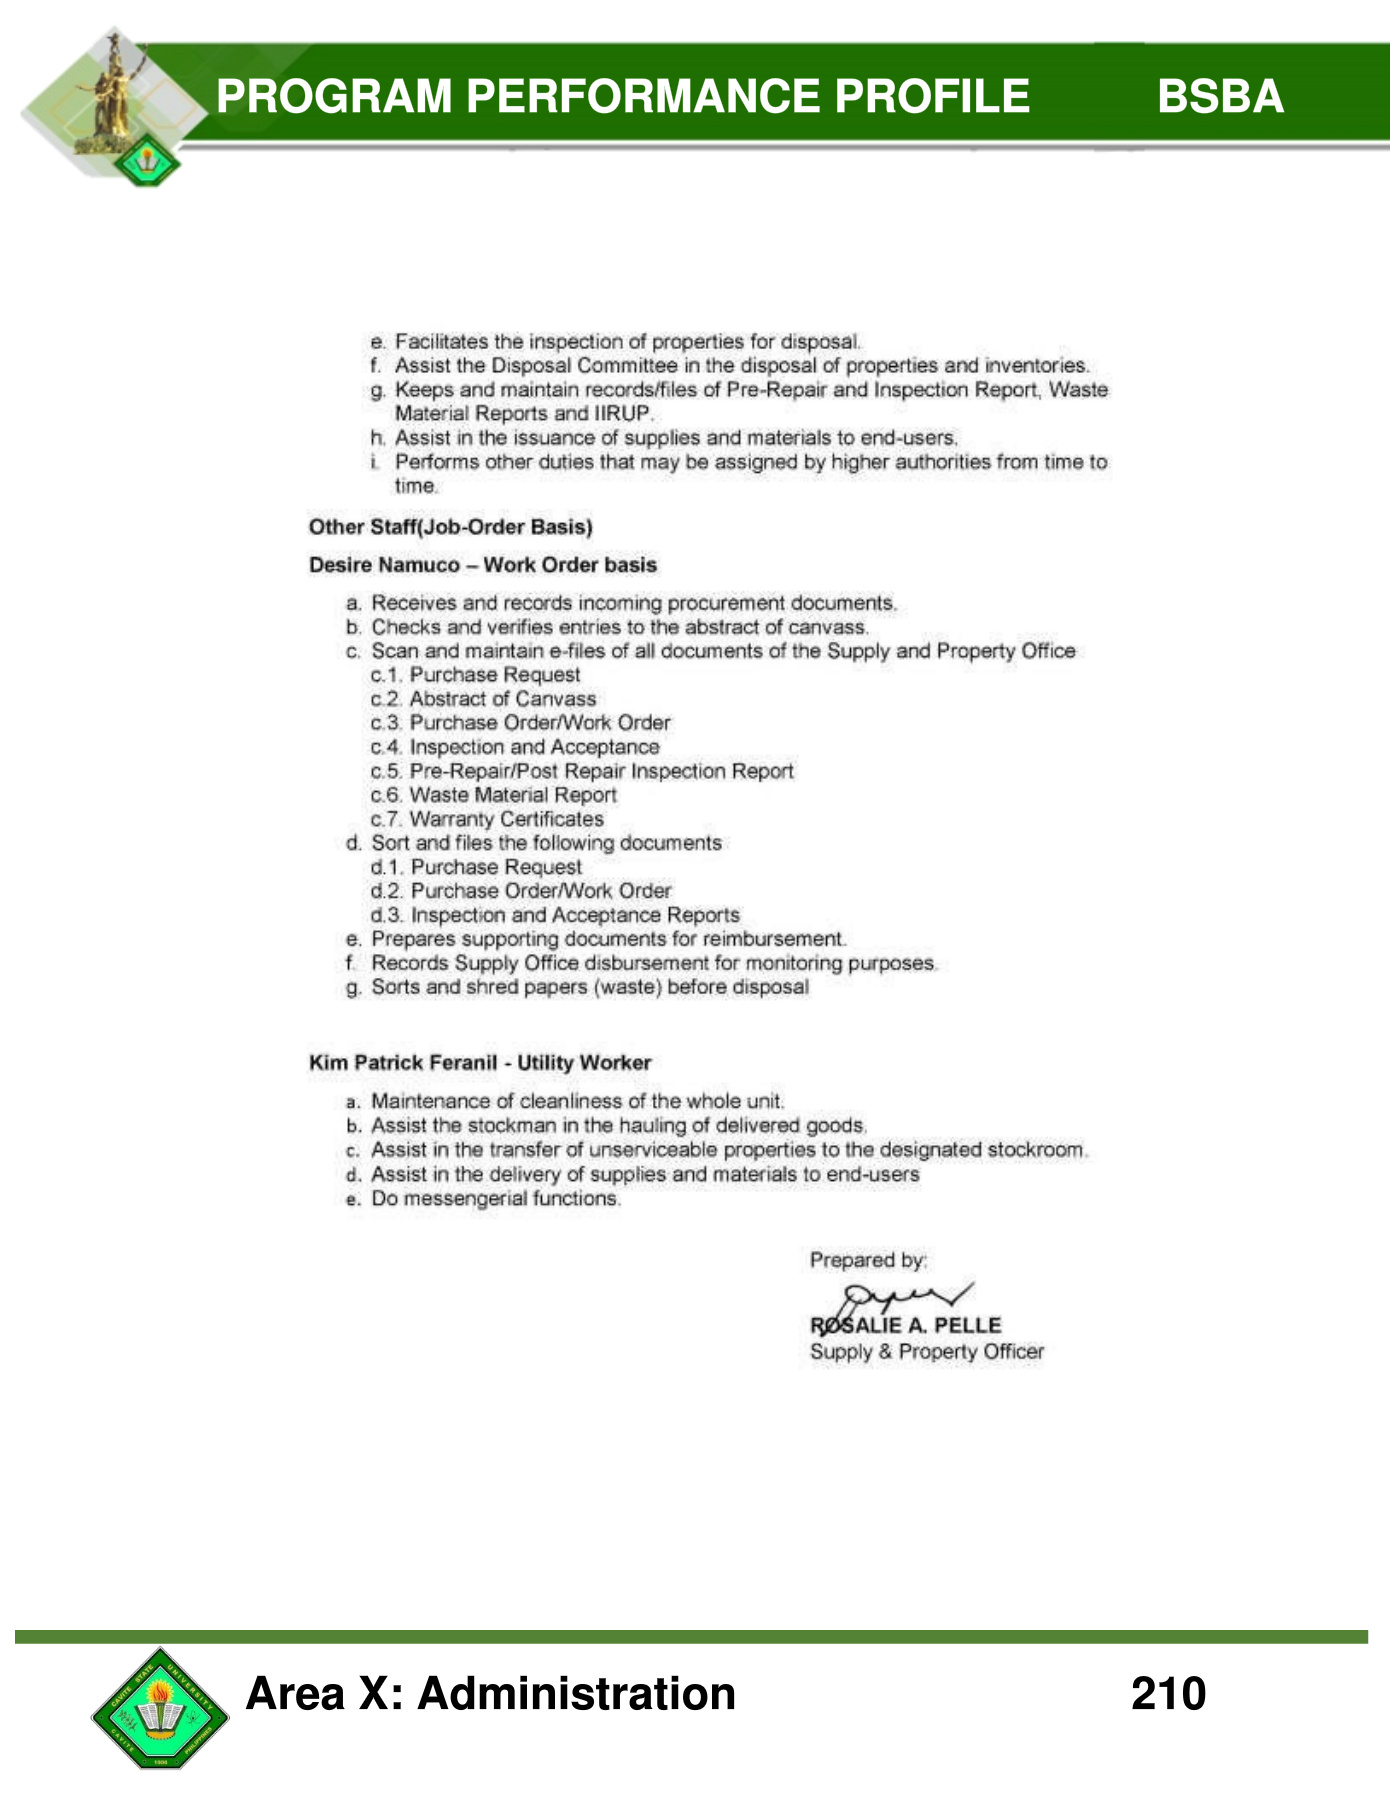 PROGRAM PERFORMANCE PROFILE BSBA
e. Facilitates the inspection of properties for disposal.
f. Assist the Disposal Committee in the disposal of properties and inventories.
g. Keeps and maintain records/files of Pre-Repair and Inspection Report, Waste
Material Reports and IIRUP.
h. Assist in the issuance of supplies and materials to end-users.
i. Performs other duties that may be assigned by higher authorities from time to
time.
Other Staff(Job-Order Basis)
Desire Namuco – Work Order basis
a. Receives and records incoming procurement documents.
b. Checks and verifies entries to the abstract of canvass.
c. Scan and maintain e-files of all documents of the Supply and Property Office
c.1. Purchase Request
c.2. Abstract of Canvass
c.3. Purchase Order/Work Order
c.4. Inspection and Acceptance
c.5. Pre-Repair/Post Repair Inspection Report
c.6. Waste Material Report
c.7. Warranty Certificates
d. Sort and files the following documents
d.1. Purchase Request
d.2. Purchase Order/Work Order
d.3. Inspection and Acceptance Reports
e. Prepares supporting documents for reimbursement.
f. Records Supply Office disbursement for monitoring purposes.
g. Sorts and shred papers (waste) before disposal
Kim Patrick Feranil - Utility Worker
a. Maintenance of cleanliness of the whole unit.
b. Assist the stockman in the hauling of delivered goods.
c. Assist in the transfer of unserviceable properties to the designated stockroom.
d. Assist in the delivery of supplies and materials to end-users
e. Do messengerial functions.
Prepared by:
ROSALIE A. PELLE
Supply & Property Officer
CAVITE STATE UNIVERSITY
CAVITE 1906 PHILIPPINES
Area X: Administration 210